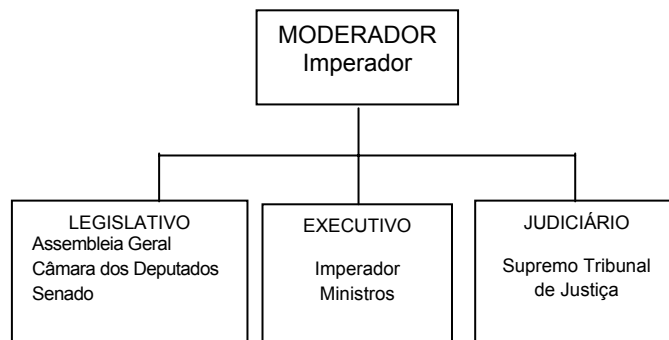 MODERADOR
Imperador
LEGISLATIVO
Assembleia Geral
Câmara dos Deputados
Senado
EXECUTIVO
Imperador
Ministros
JUDICIÁRIO
Supremo Tribunal
de Justiça